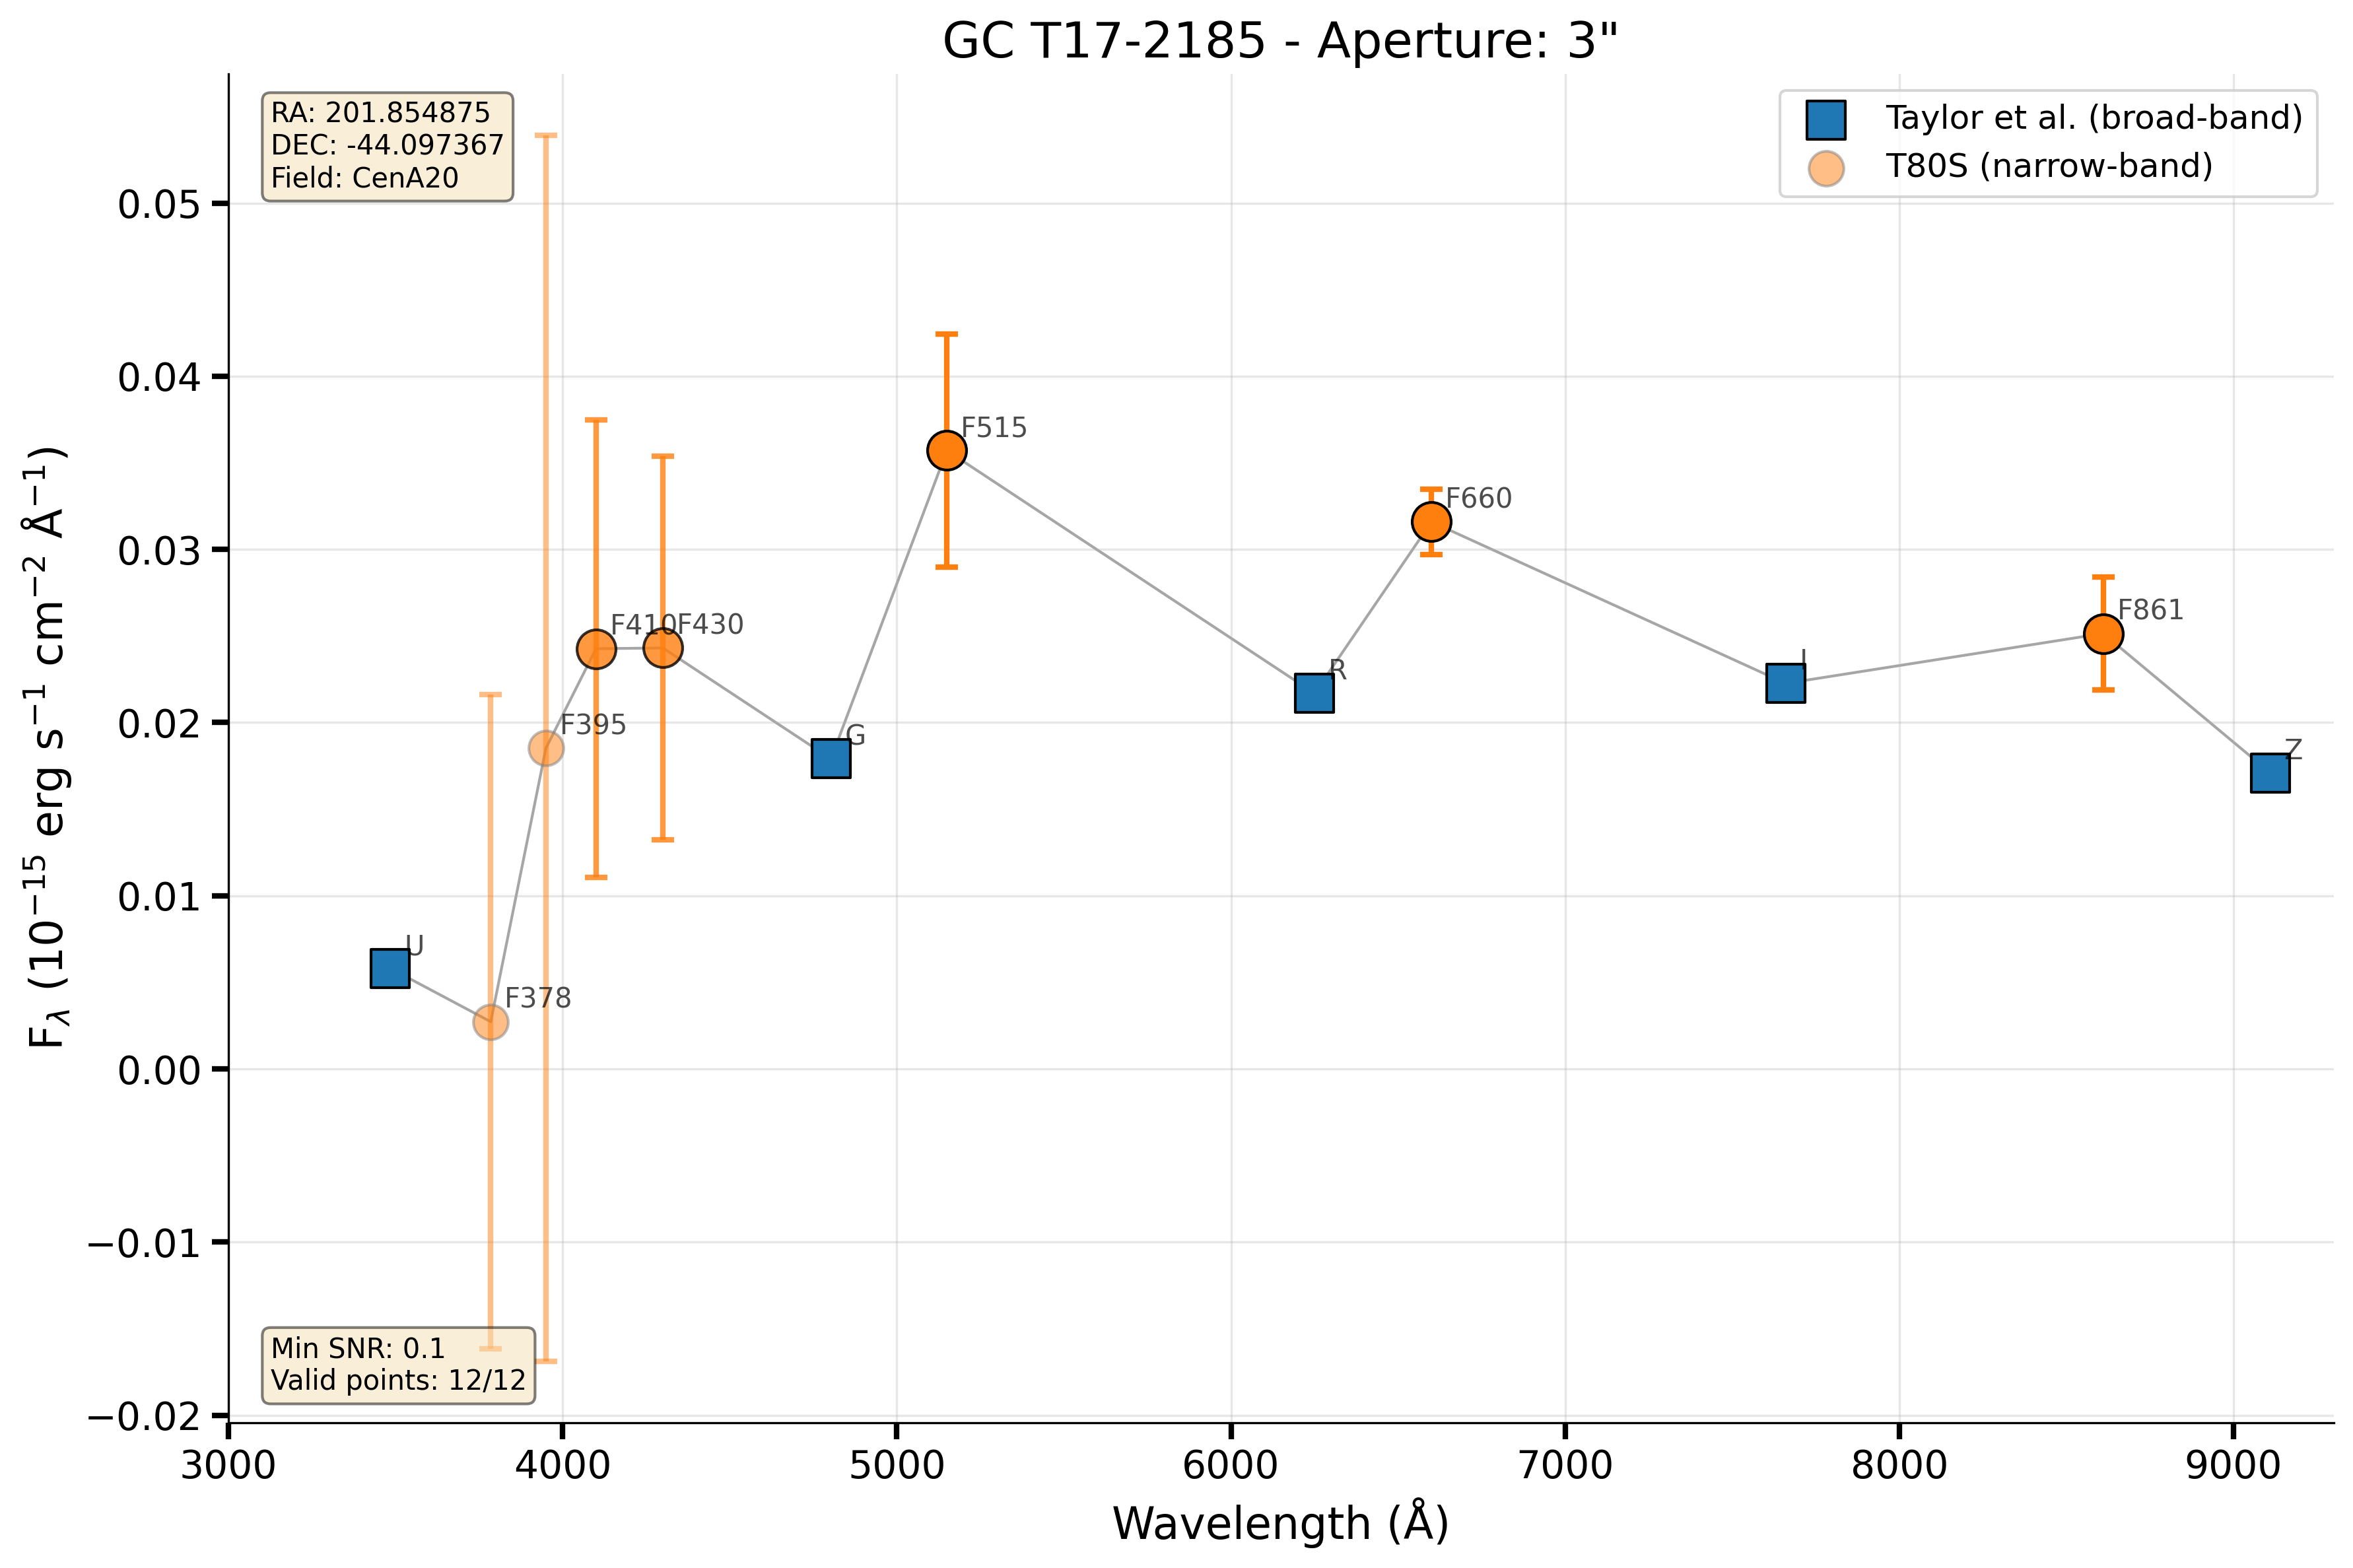 GC T17-2185 - Aperture: 3"
RA: 201.854875
DEC: -44.097367
Field: CenA20
Taylor et al. (broad-band)
T80S (narrow-band)
F_λ (10⁻¹⁵ erg s⁻¹ cm⁻² Å⁻¹)
0.05
0.04
0.03
0.02
0.01
0.00
−0.01
−0.02
U
F378
F395
F410
F430
G
F515
R
F660
I
F861
Z
Min SNR: 0.1
Valid points: 12/12
3000 4000 5000 6000 7000 8000 9000
Wavelength (Å)